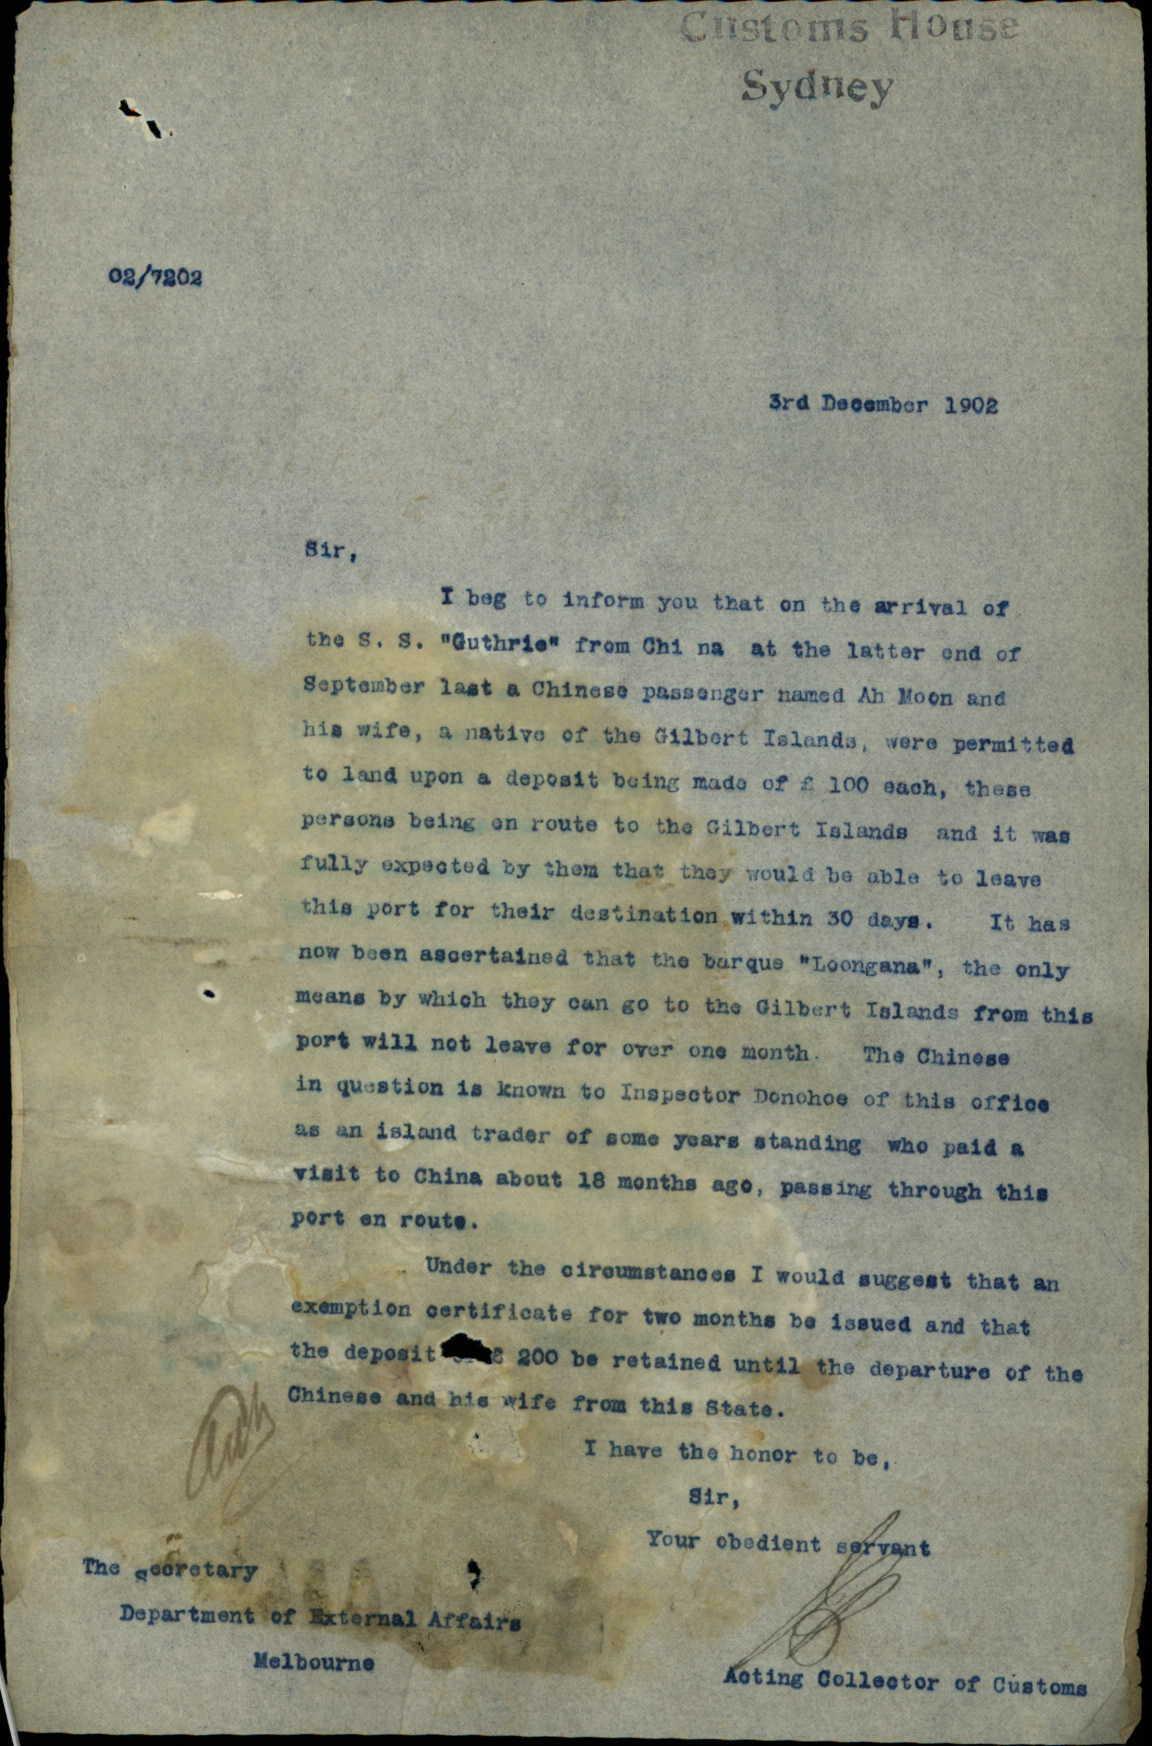 Customs House
Sydney
02/7202
3rd December 1902
Sir,
I beg to inform you that on the arrival of
the S. S. "Guthrie" from Chi na at the latter end of
September last a Chinese passenger named Ah Moon and
his wife, a native of the Gilbert Islands, were permitted
to land upon a deposit being made of £ 100 each, these
persons being en route to the Gilbert Islands and it was
fully expected by them that they would be able to leave
this port for their destination within 30 days. It has
now been ascertained that the barque "Loongana", the only
means by which they can go to the Gilbert Islands from this
port will not leave for over one month. The Chinese
in question is known to Inspector Donohoe of this office
as an island trader of some years standing who paid a
visit to China about 18 months ago, passing through this
port en route.
Under the circumstances I would suggest that an
exemption certificate for two months be issued and that
the deposit 200 be retained until the departure of the
Chinese and his wife from this State.
I have the honor to be,
Sir,
Your obedient servant
The Secretary
Department of External Affairs
Melbourne
Acting Collector of Customs